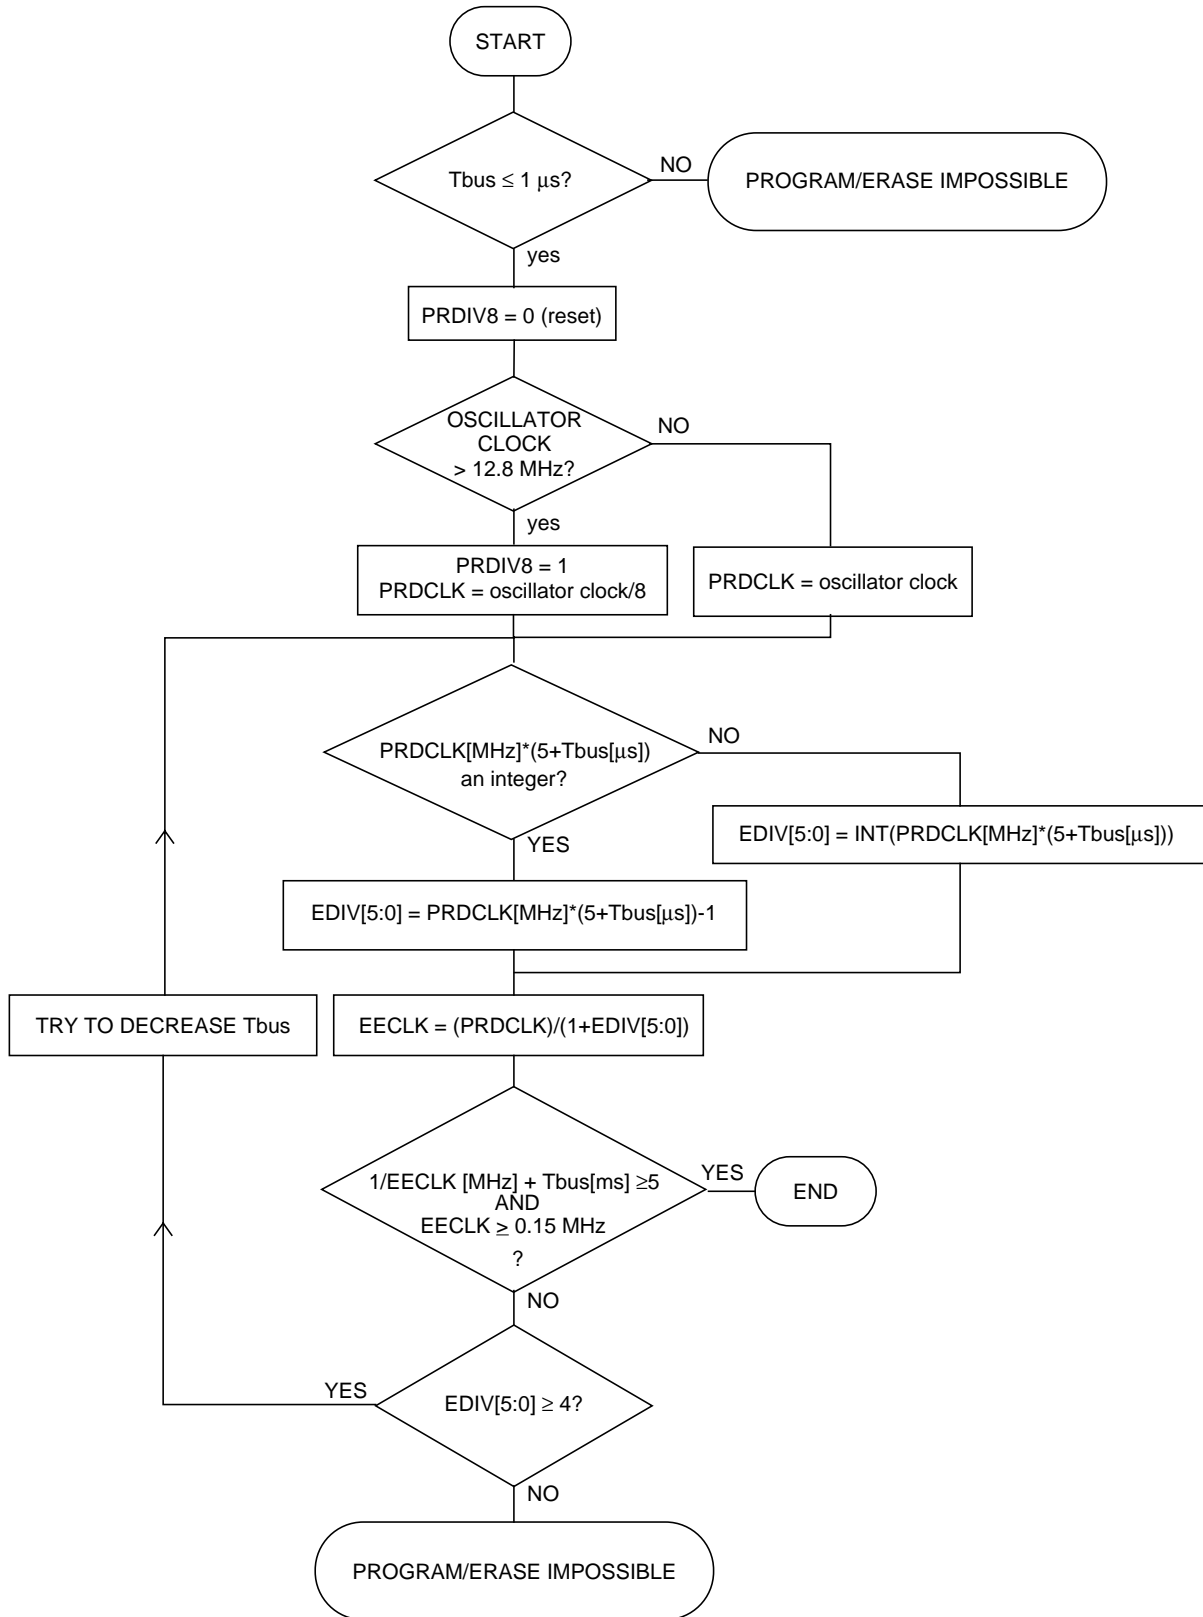 START
Tbus ≤ 1 μs?
NO
PROGRAM/ERASE IMPOSSIBLE
yes
PRDIV8 = 0 (reset)
OSCILLATOR
CLOCK
> 12.8 MHz?
NO
yes
PRDIV8 = 1
PRDCLK = oscillator clock/8
PRDCLK = oscillator clock
PRDCLK[MHz]*(5+Tbus[μs])
an integer?
NO
YES
EDIV[5:0] = INT(PRDCLK[MHz]*(5+Tbus[μs]))
EDIV[5:0] = PRDCLK[MHz]*(5+Tbus[μs])-1
TRY TO DECREASE Tbus
EECLK = (PRDCLK)/(1+EDIV[5:0])
1/EECLK [MHz] + Tbus[ms] ≥5
AND
EECLK ≥ 0.15 MHz
?
YES
END
NO
EDIV[5:0] ≥ 4?
YES
NO
PROGRAM/ERASE IMPOSSIBLE